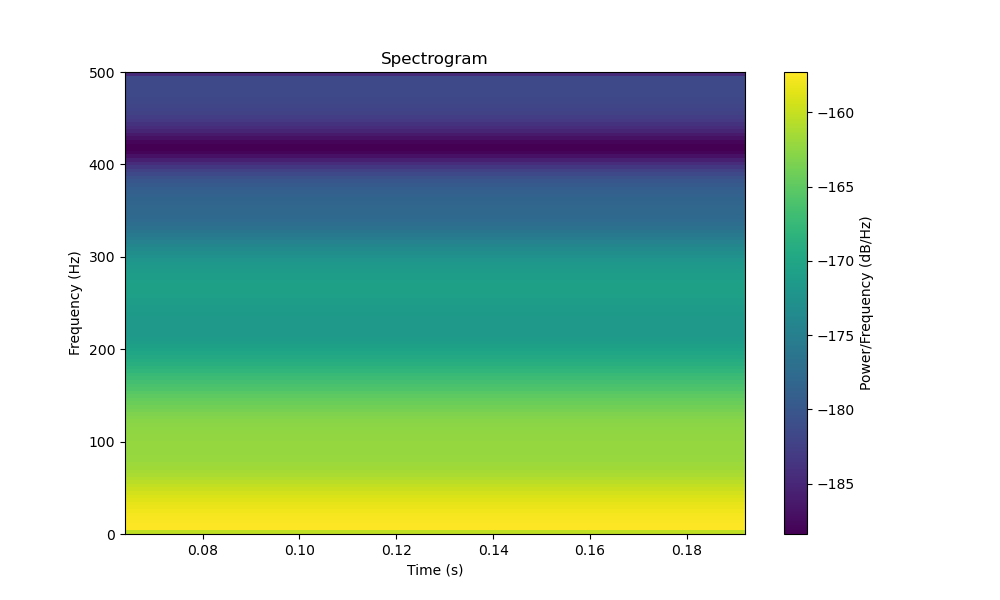 Spectrogram
500
400
300
200
100
0
Frequency (Hz)
0.08 0.10 0.12 0.14 0.16 0.18
Time (s)
−160
−165
−170
−175
−180
−185
Power/Frequency (dB/Hz)